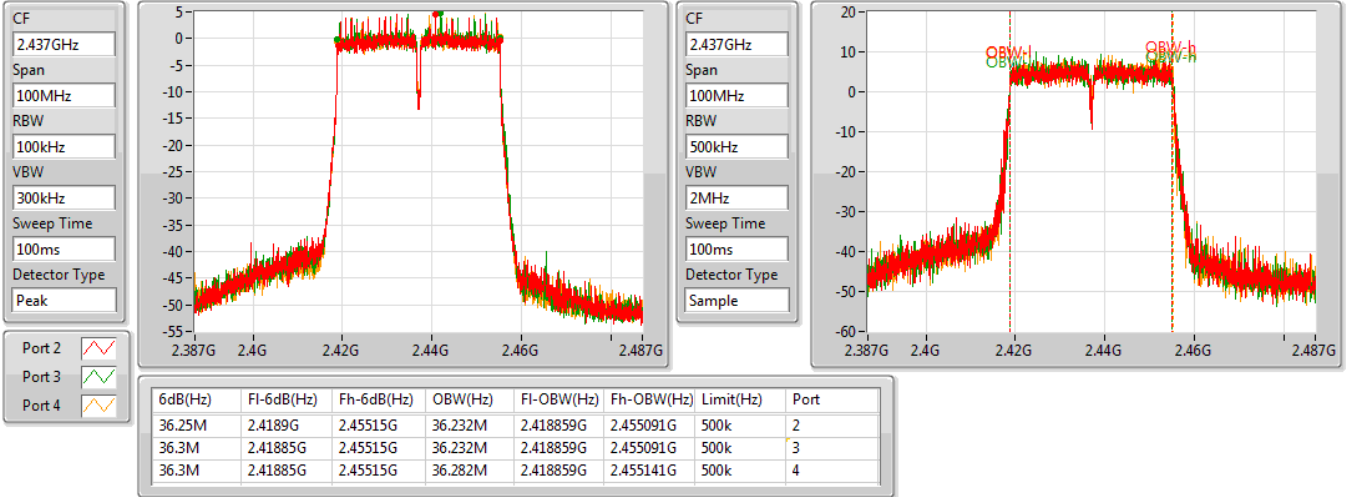 CF
2.437GHz
Span
100MHz
RBW
100kHz
VBW
300kHz
Sweep Time
100ms
Detector Type
Peak
5
0
-5
-10
-15
-20
-25
-30
-35
-40
-45
-50
-55
2.387G 2.4G 2.42G 2.44G 2.46G 2.487G
CF
2.437GHz
Span
100MHz
RBW
500kHz
VBW
2MHz
Sweep Time
100ms
Detector Type
Sample
20
10
0
-10
-20
-30
-40
-50
-60
OBW-l OBW-h
OBW-l OBW-h
2.387G 2.4G 2.42G 2.44G 2.46G 2.487G
Port 2
Port 3
Port 4
6dB(Hz) Fl-6dB(Hz) Fh-6dB(Hz) OBW(Hz) Fl-OBW(Hz) Fh-OBW(Hz) Limit(Hz) Port
36.25M 2.4189G 2.45515G 36.232M 2.418859G 2.455091G 500k 2
36.3M 2.41885G 2.45515G 36.232M 2.418859G 2.455091G 500k 3
36.3M 2.41885G 2.45515G 36.282M 2.418859G 2.455141G 500k 4